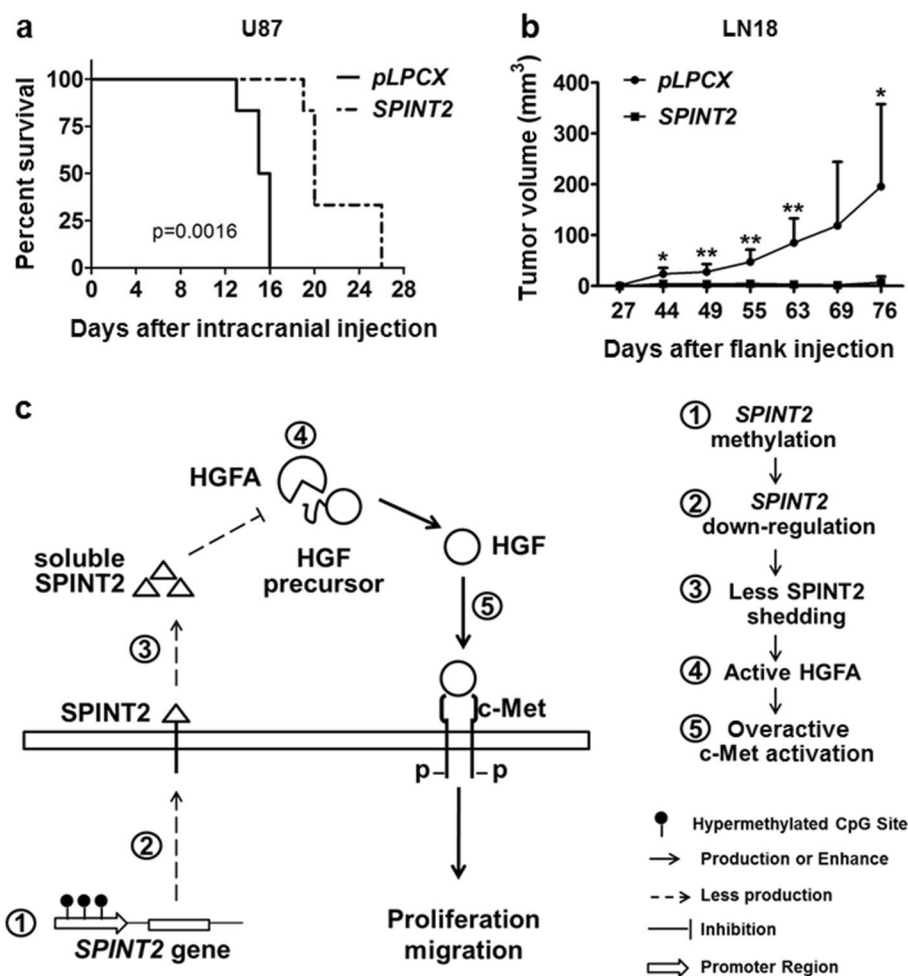 a
U87
100
75
50
25
0
Percent survival
pLPCX
SPINT2
p=0.0016
0 4 8 12 16 20 24 28
Days after intracranial injection
b
LN18
400
300
200
100
0
Tumor volume (mm3)
pLPCX
SPINT2
* ** ** ** *
27 44 49 55 63 69 76
Days after flank injection
c
④
HGFA
HGF
precursor
HGF
soluble
SPINT2
③
⑤
SPINT2
c-Met
p p
②
①
SPINT2 gene
Proliferation
migration
① SPINT2
methylation
② SPINT2
down-regulation
③ Less SPINT2
shedding
④ Active HGFA
⑤ Overactive
c-Met activation
Hypermethylated CpG Site
Production or Enhance
Less production
Inhibition
Promoter Region